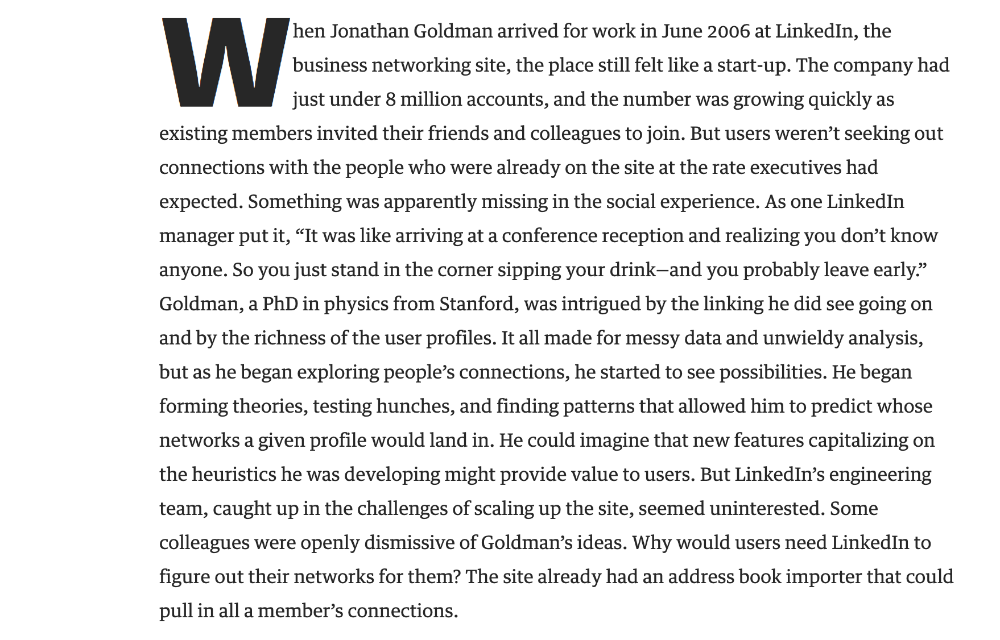 When Jonathan Goldman arrived for work in June 2006 at LinkedIn, the
business networking site, the place still felt like a start-up. The company had
just under 8 million accounts, and the number was growing quickly as
existing members invited their friends and colleagues to join. But users weren’t seeking out
connections with the people who were already on the site at the rate executives had
expected. Something was apparently missing in the social experience. As one LinkedIn
manager put it, “It was like arriving at a conference reception and realizing you don’t know
anyone. So you just stand in the corner sipping your drink—and you probably leave early.”
Goldman, a PhD in physics from Stanford, was intrigued by the linking he did see going on
and by the richness of the user profiles. It all made for messy data and unwieldy analysis,
but as he began exploring people’s connections, he started to see possibilities. He began
forming theories, testing hunches, and finding patterns that allowed him to predict whose
networks a given profile would land in. He could imagine that new features capitalizing on
the heuristics he was developing might provide value to users. But LinkedIn’s engineering
team, caught up in the challenges of scaling up the site, seemed uninterested. Some
colleagues were openly dismissive of Goldman’s ideas. Why would users need LinkedIn to
figure out their networks for them? The site already had an address book importer that could
pull in all a member’s connections.